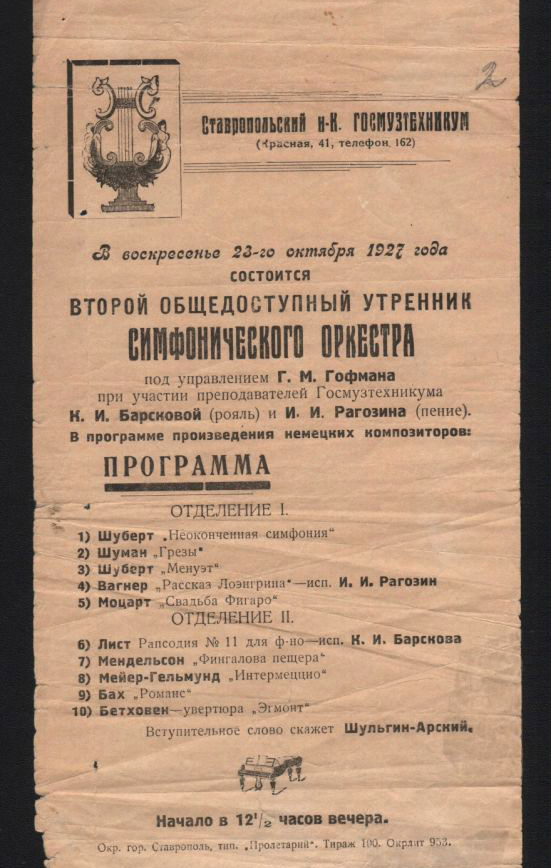 2
Ставропольский н-К. ГОСМУЗТЕХНИКУМ
(Красная, 41, телефон, 162)
В воскресенье 23-го октября 1927 года
состоится
ВТОРОЙ ОБЩЕДОСТУПНЫЙ УТРЕННИК
СИМФОНИЧЕСКОГО ОРКЕСТРА
под управлением Г. М. Гофмана
при участии преподавателей Госмузтехникума
К. И. Барсковой (рояль) и И. И. Рагозина (пение).
В программе произведения немецких композиторов:
ПРОГРАММА
ОТДЕЛЕНИЕ I.
1) Шуберт „Неоконченная симфония“
2) Шуман „Грезы“
3) Шуберт „Менуэт“
4) Вагнер „Рассказ Лоэнгрина“—исп. И. И. Рагозин
5) Моцарт „Свадьба Фигаро“
ОТДЕЛЕНИЕ II.
6) Лист Рапсодия № 11 для ф-но—исп. К. И. Барскова
7) Мендельсон „Фингалова пещера“
8) Мейер-Гельмунд „Интермеццио“
9) Бах „Романс“
10) Бетховен—увертюра „Эгмонт“
Вступительное слово скажет Шульгин-Арский.
Начало в 12 1/2 часов вечера.
Окр. гор. Ставрополь, тип. „Пролетарий“. Тираж 100. Окрлит 953.